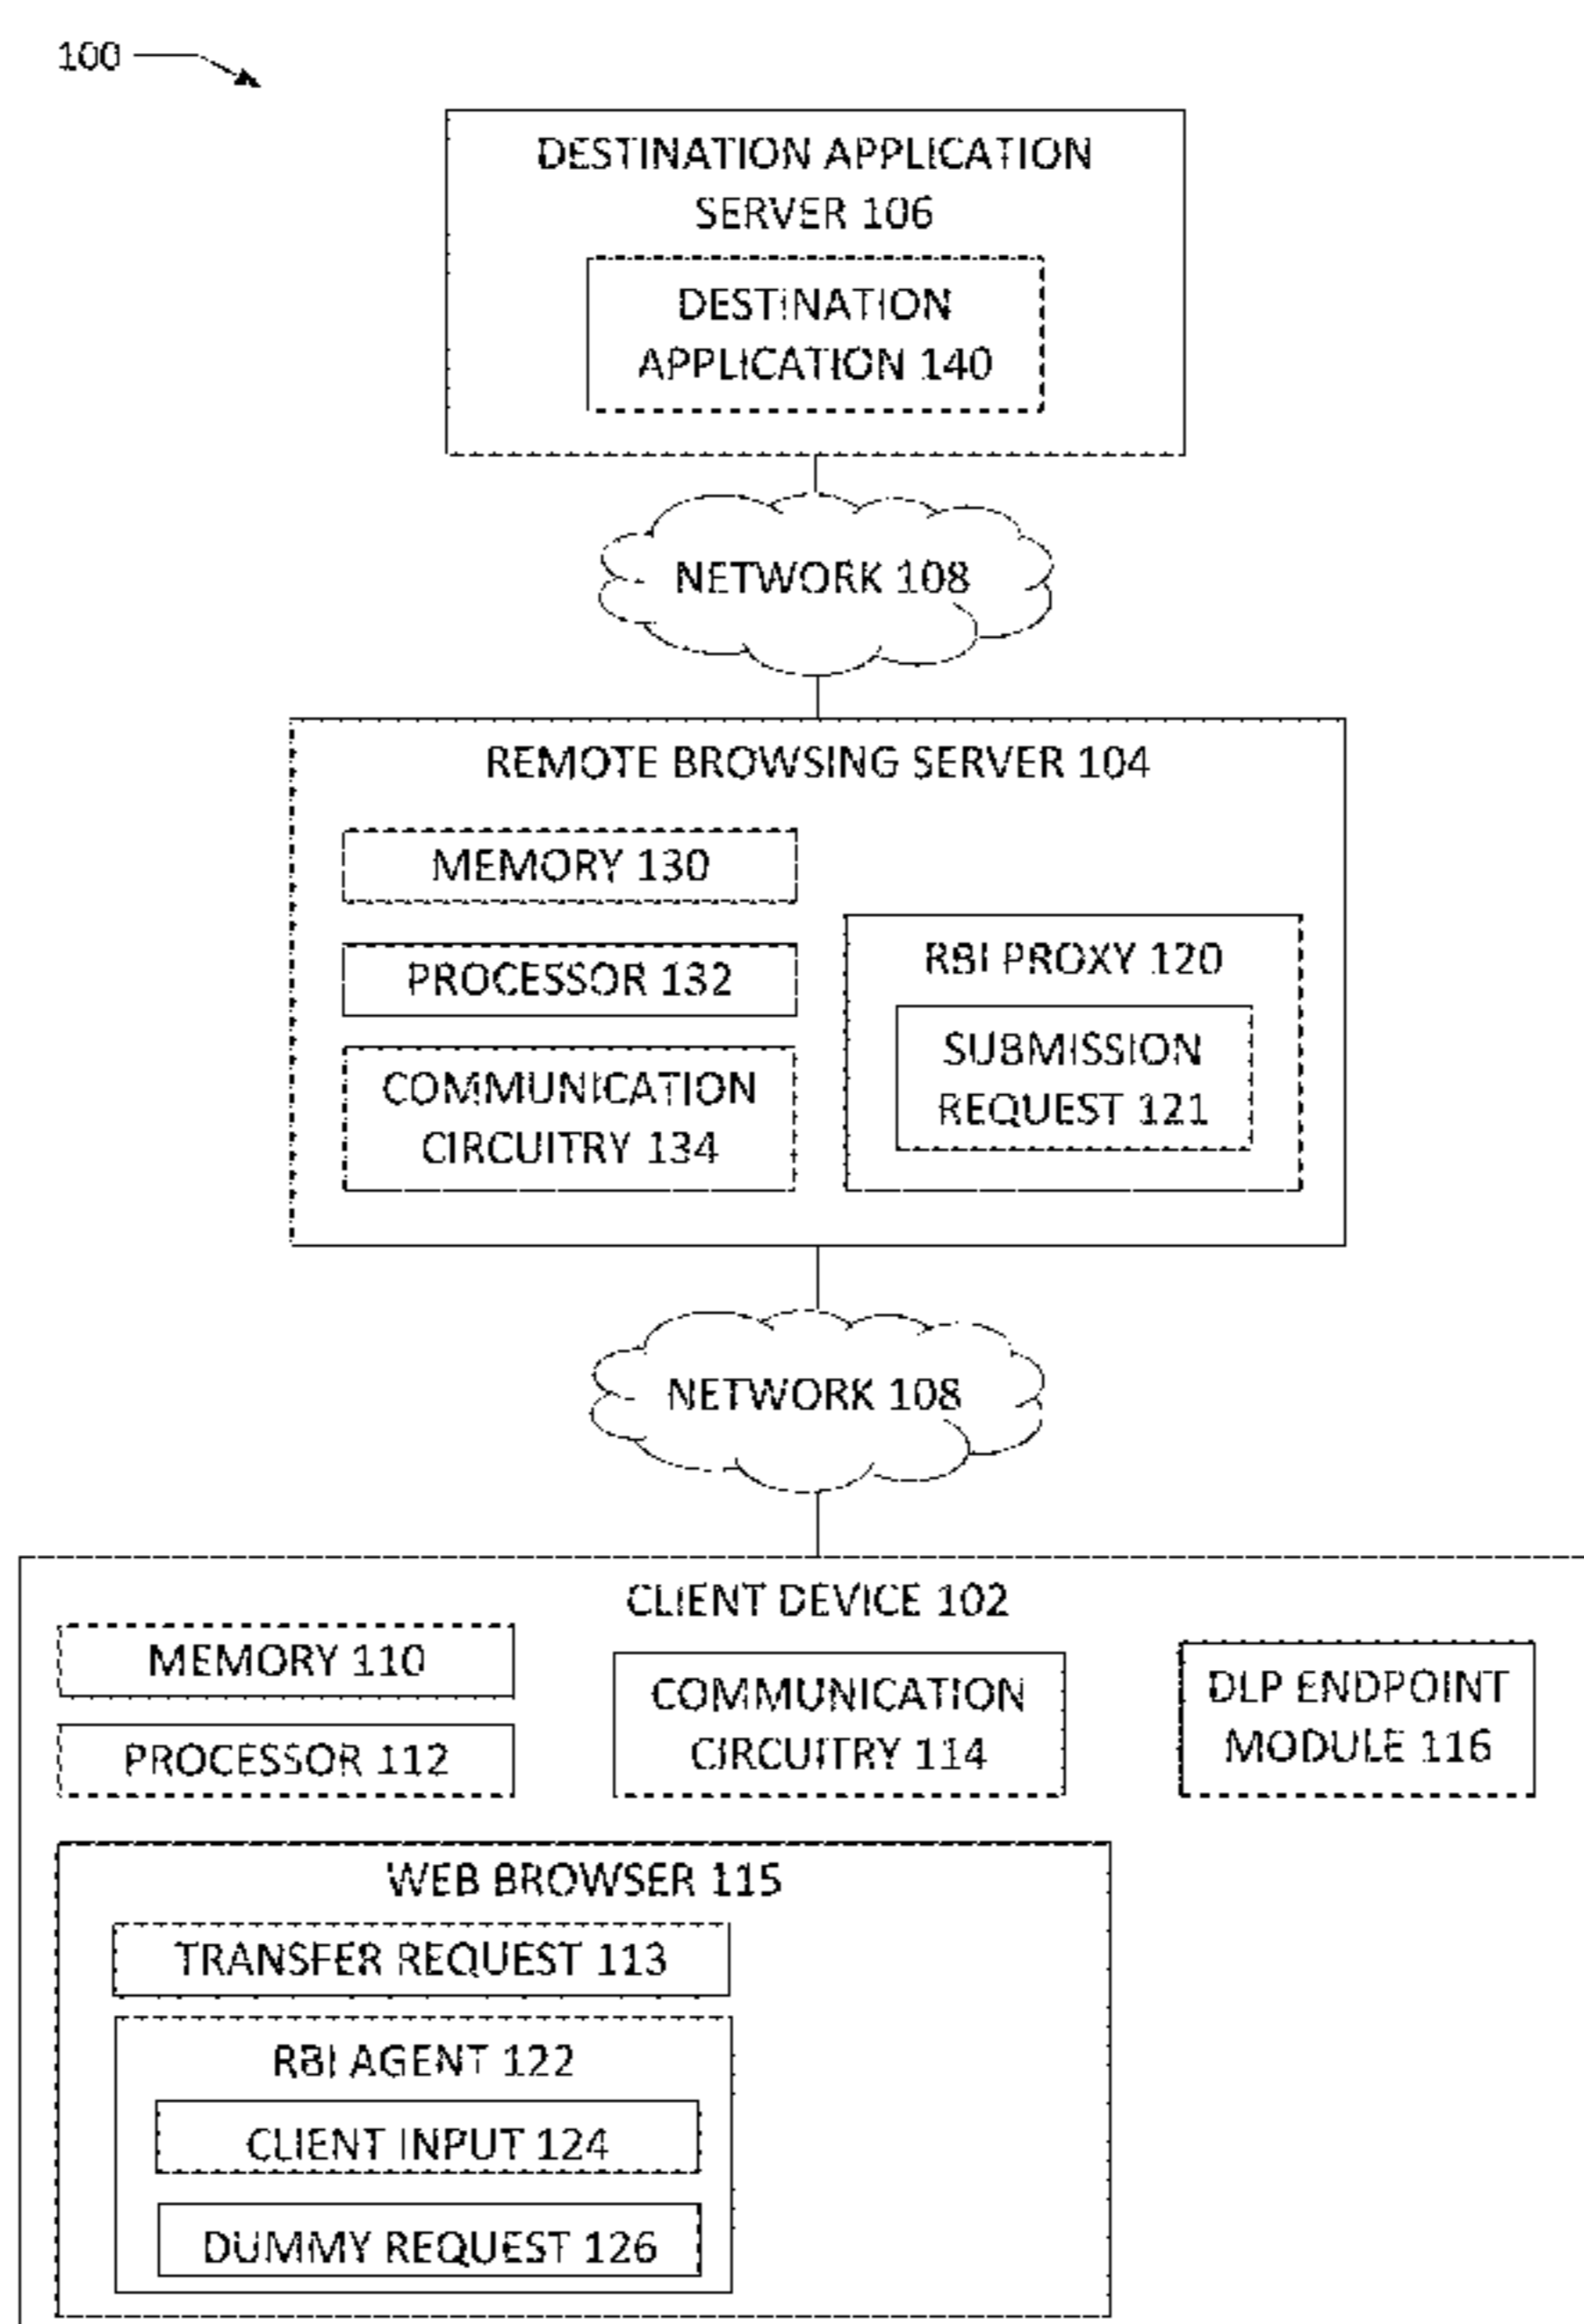 100
DESTINATION APPLICATION
SERVER 106
DESTINATION
APPLICATION 140
NETWORK 108
REMOTE BROWSING SERVER 104
MEMORY 130
PROCESSOR 132
COMMUNICATION
CIRCUITRY 134
RBI PROXY 120
SUBMISSION
REQUEST 121
NETWORK 108
CLIENT DEVICE 102
MEMORY 110
PROCESSOR 112
COMMUNICATION
CIRCUITRY 114
DLP ENDPOINT
MODULE 116
WEB BROWSER 115
TRANSFER REQUEST 113
RBI AGENT 122
CLIENT INPUT 124
DUMMY REQUEST 126